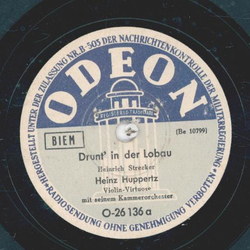 HERGESTELLT UNTER DER ZULASSUNG NR. B-505 DER NACHRICHTENKONTROLLE DER MILITÄRREGIERUNG
ODEON
BIEM
(Be 10799)
Drunt' in der Lobau
Heinrich Strecker
Heinz Huppertz
Violin-Virtuose
mit seinem Kammerorchester
O-26 136 a
RADIOSENDUNG OHNE GENEHMIGUNG VERBOTEN